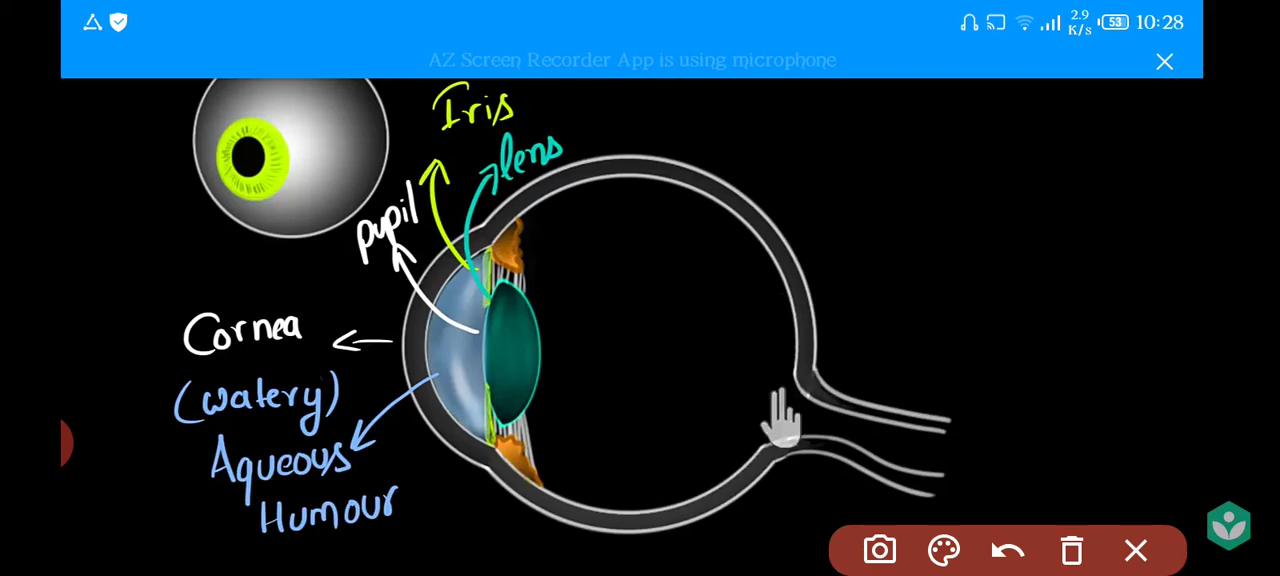 2.9
K/s
53
10:28
AZ Screen Recorder App is using microphone
Iris
lens
pupil
Cornea
(watery)
Aqueous
Humour